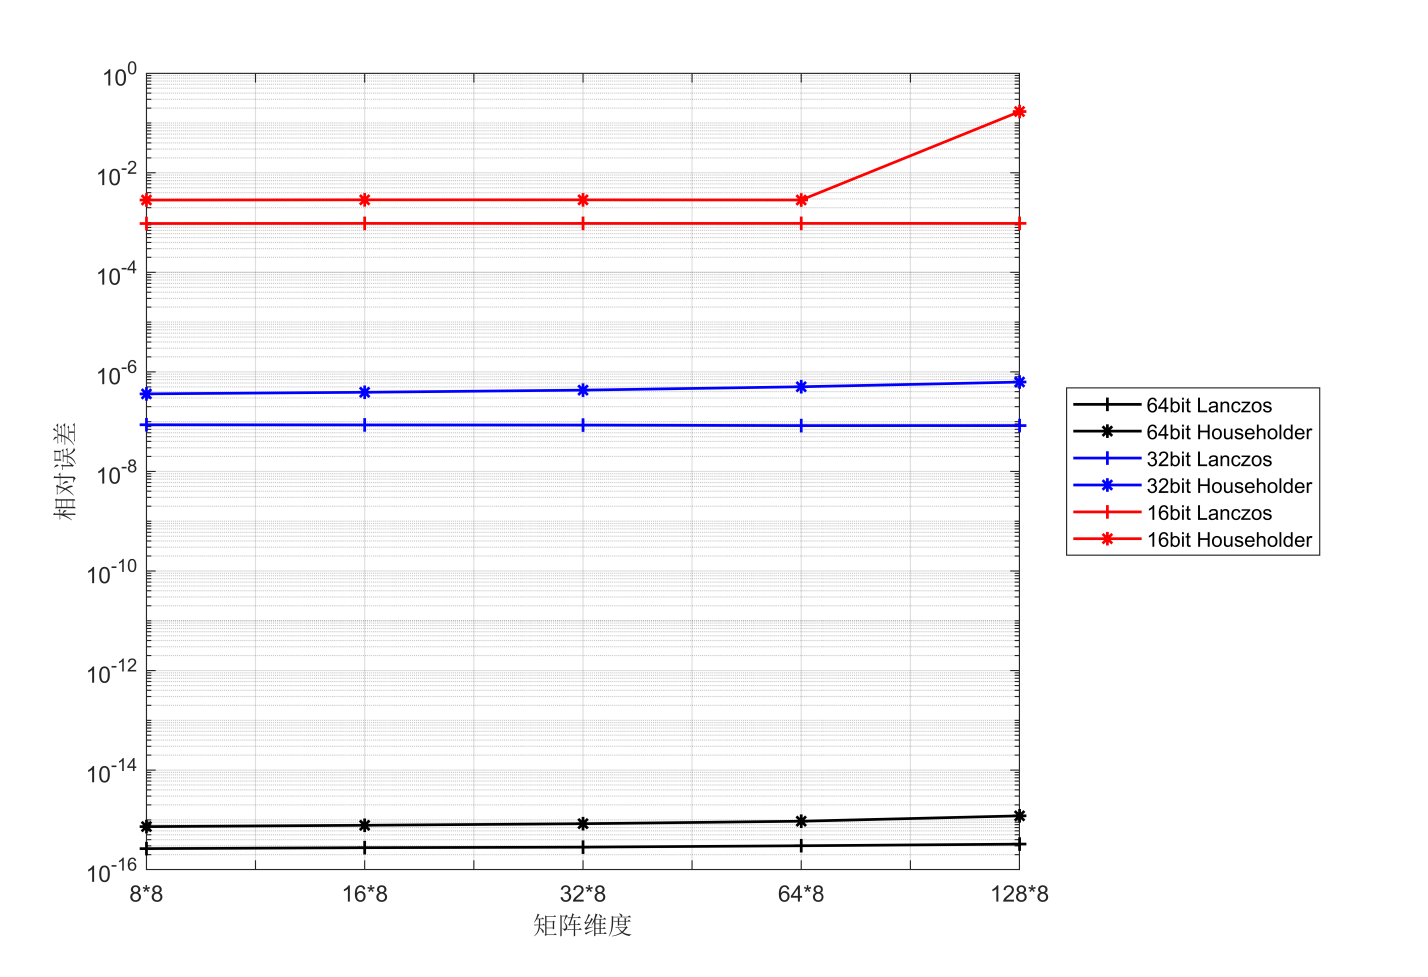 10^0
10^-2
10^-4
10^-6
10^-8
10^-10
10^-12
10^-14
10^-16
相对误差
8*8 16*8 32*8 64*8 128*8
矩阵维度
64bit Lanczos
64bit Householder
32bit Lanczos
32bit Householder
16bit Lanczos
16bit Householder